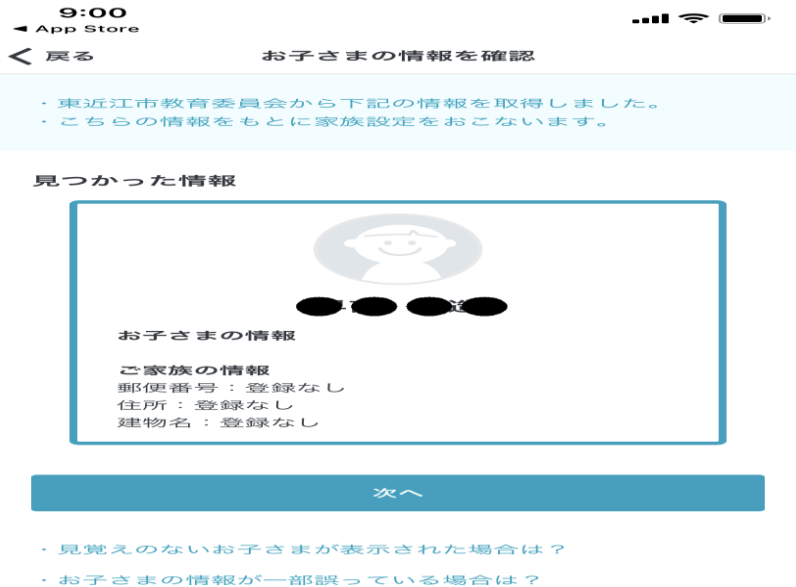 9:00
◀ App Store
戻る
お子さまの情報を確認
・東近江市教育委員会から下記の情報を取得しました。
・こちらの情報をもとに家族設定をおこないます。
見つかった情報
お子さまの情報
ご家族の情報
郵便番号：登録なし
住所：登録なし
建物名：登録なし
次へ
・見覚えのないお子さまが表示された場合は？
・お子さまの情報が一部誤っている場合は？